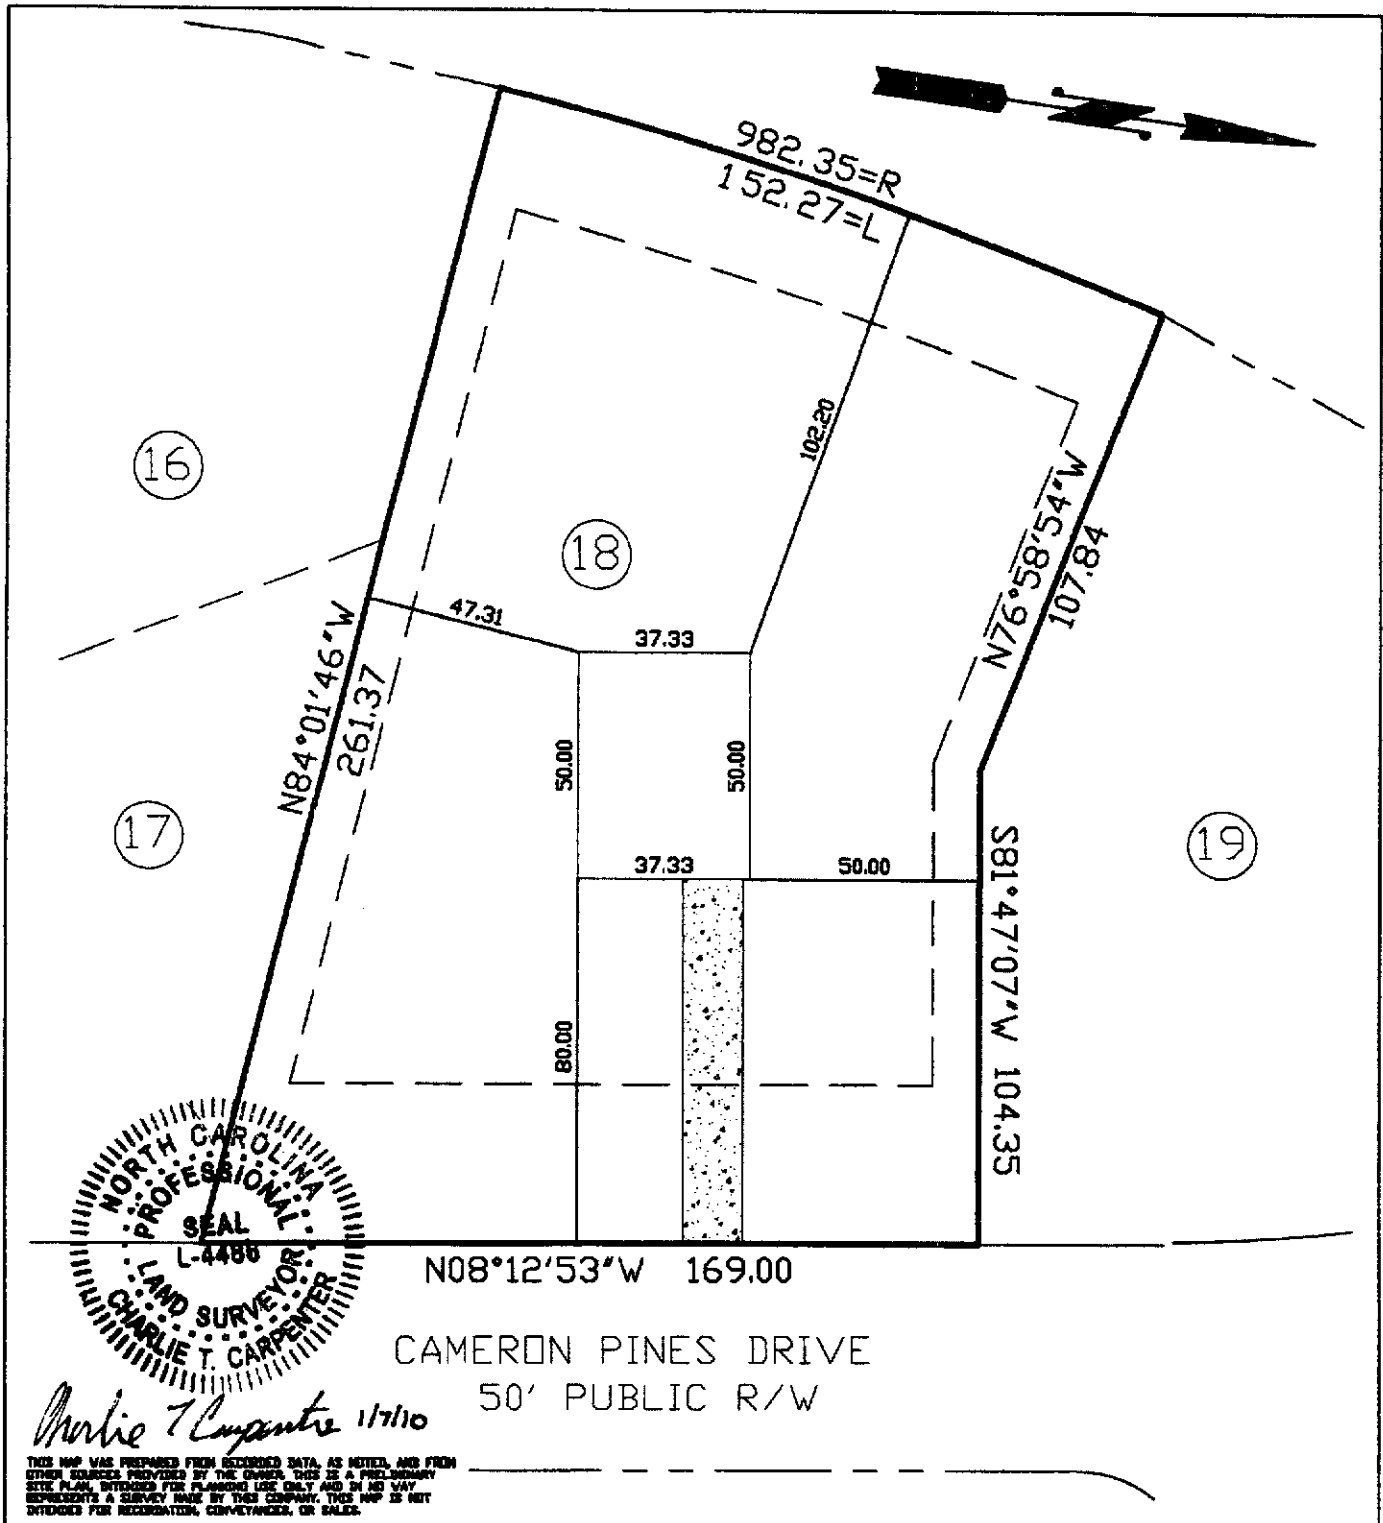 982.35=R
152.27=L
102.20
16
18
N76°58'54"W
107.84
47.31
37.33
N84°01'46"W
261.37
50.00
50.00
17
19
37.33
50.00
S81°47'07"W 104.35
80.00
NORTH CAROLINA
PROFESSIONAL
SEAL
L-4486
LAND SURVEYOR
CHARLIE T. CARPENTER
N08°12'53"W 169.00
CAMERON PINES DRIVE
50' PUBLIC R/W
Charlie T Carpenter 1/7/10
THIS MAP WAS PREPARED FROM RECORDED DATA, AS NOTED, AND FROM
OTHER SOURCES PROVIDED BY THE OWNER. THIS IS A PRELIMINARY
SITE PLAN, INTENDED FOR PLANNING USE ONLY AND IN NO WAY
REPRESENTS A SURVEY MADE BY THIS COMPANY. THIS MAP IS NOT
INTENDED FOR RECORDATION, CONVEYANCES, OR SALES.